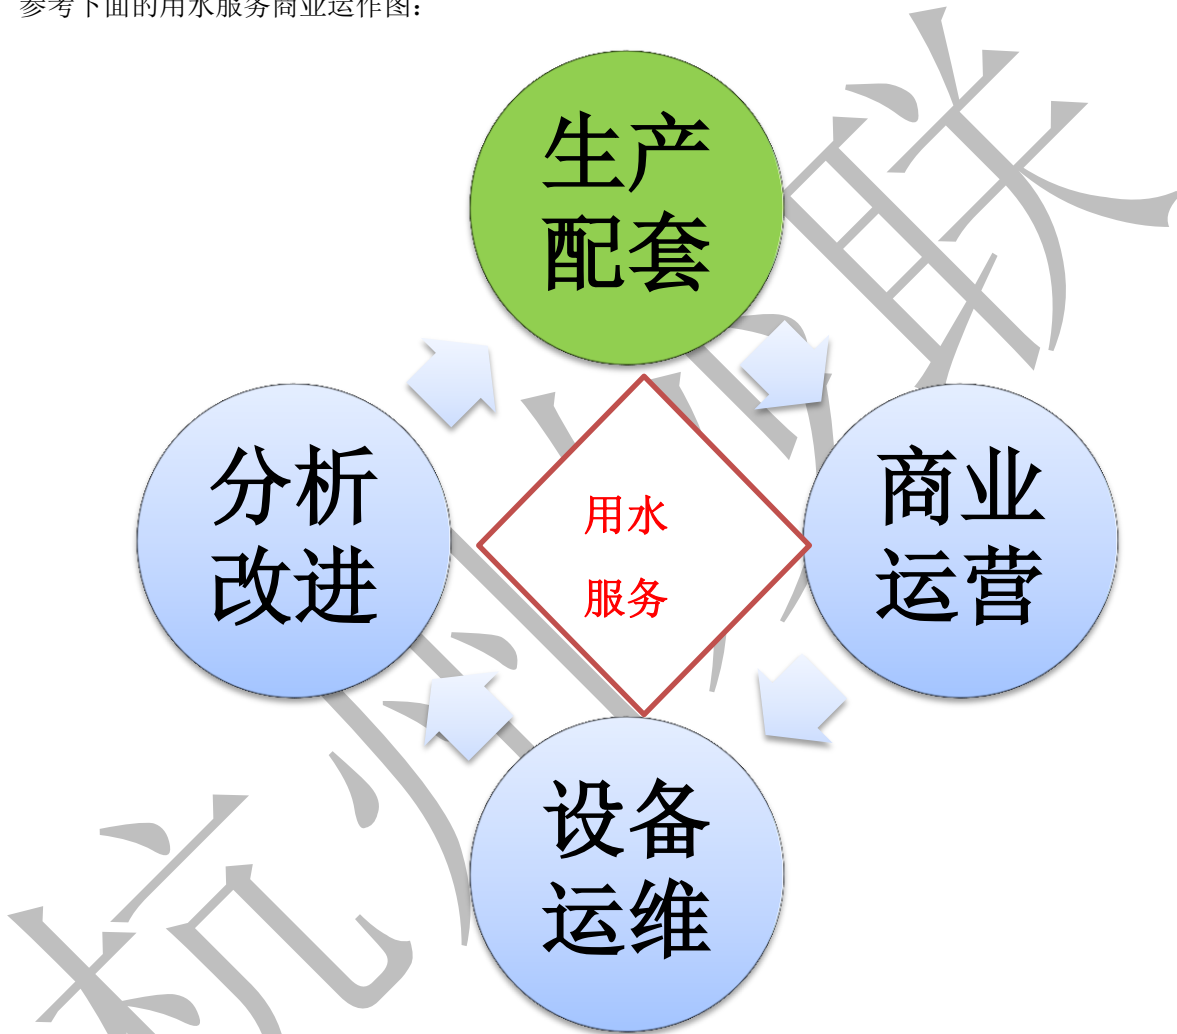 参考下面的用水服务商业运作图：
生产
配套
分析
改进
用水
服务
商业
运营
设备
运维